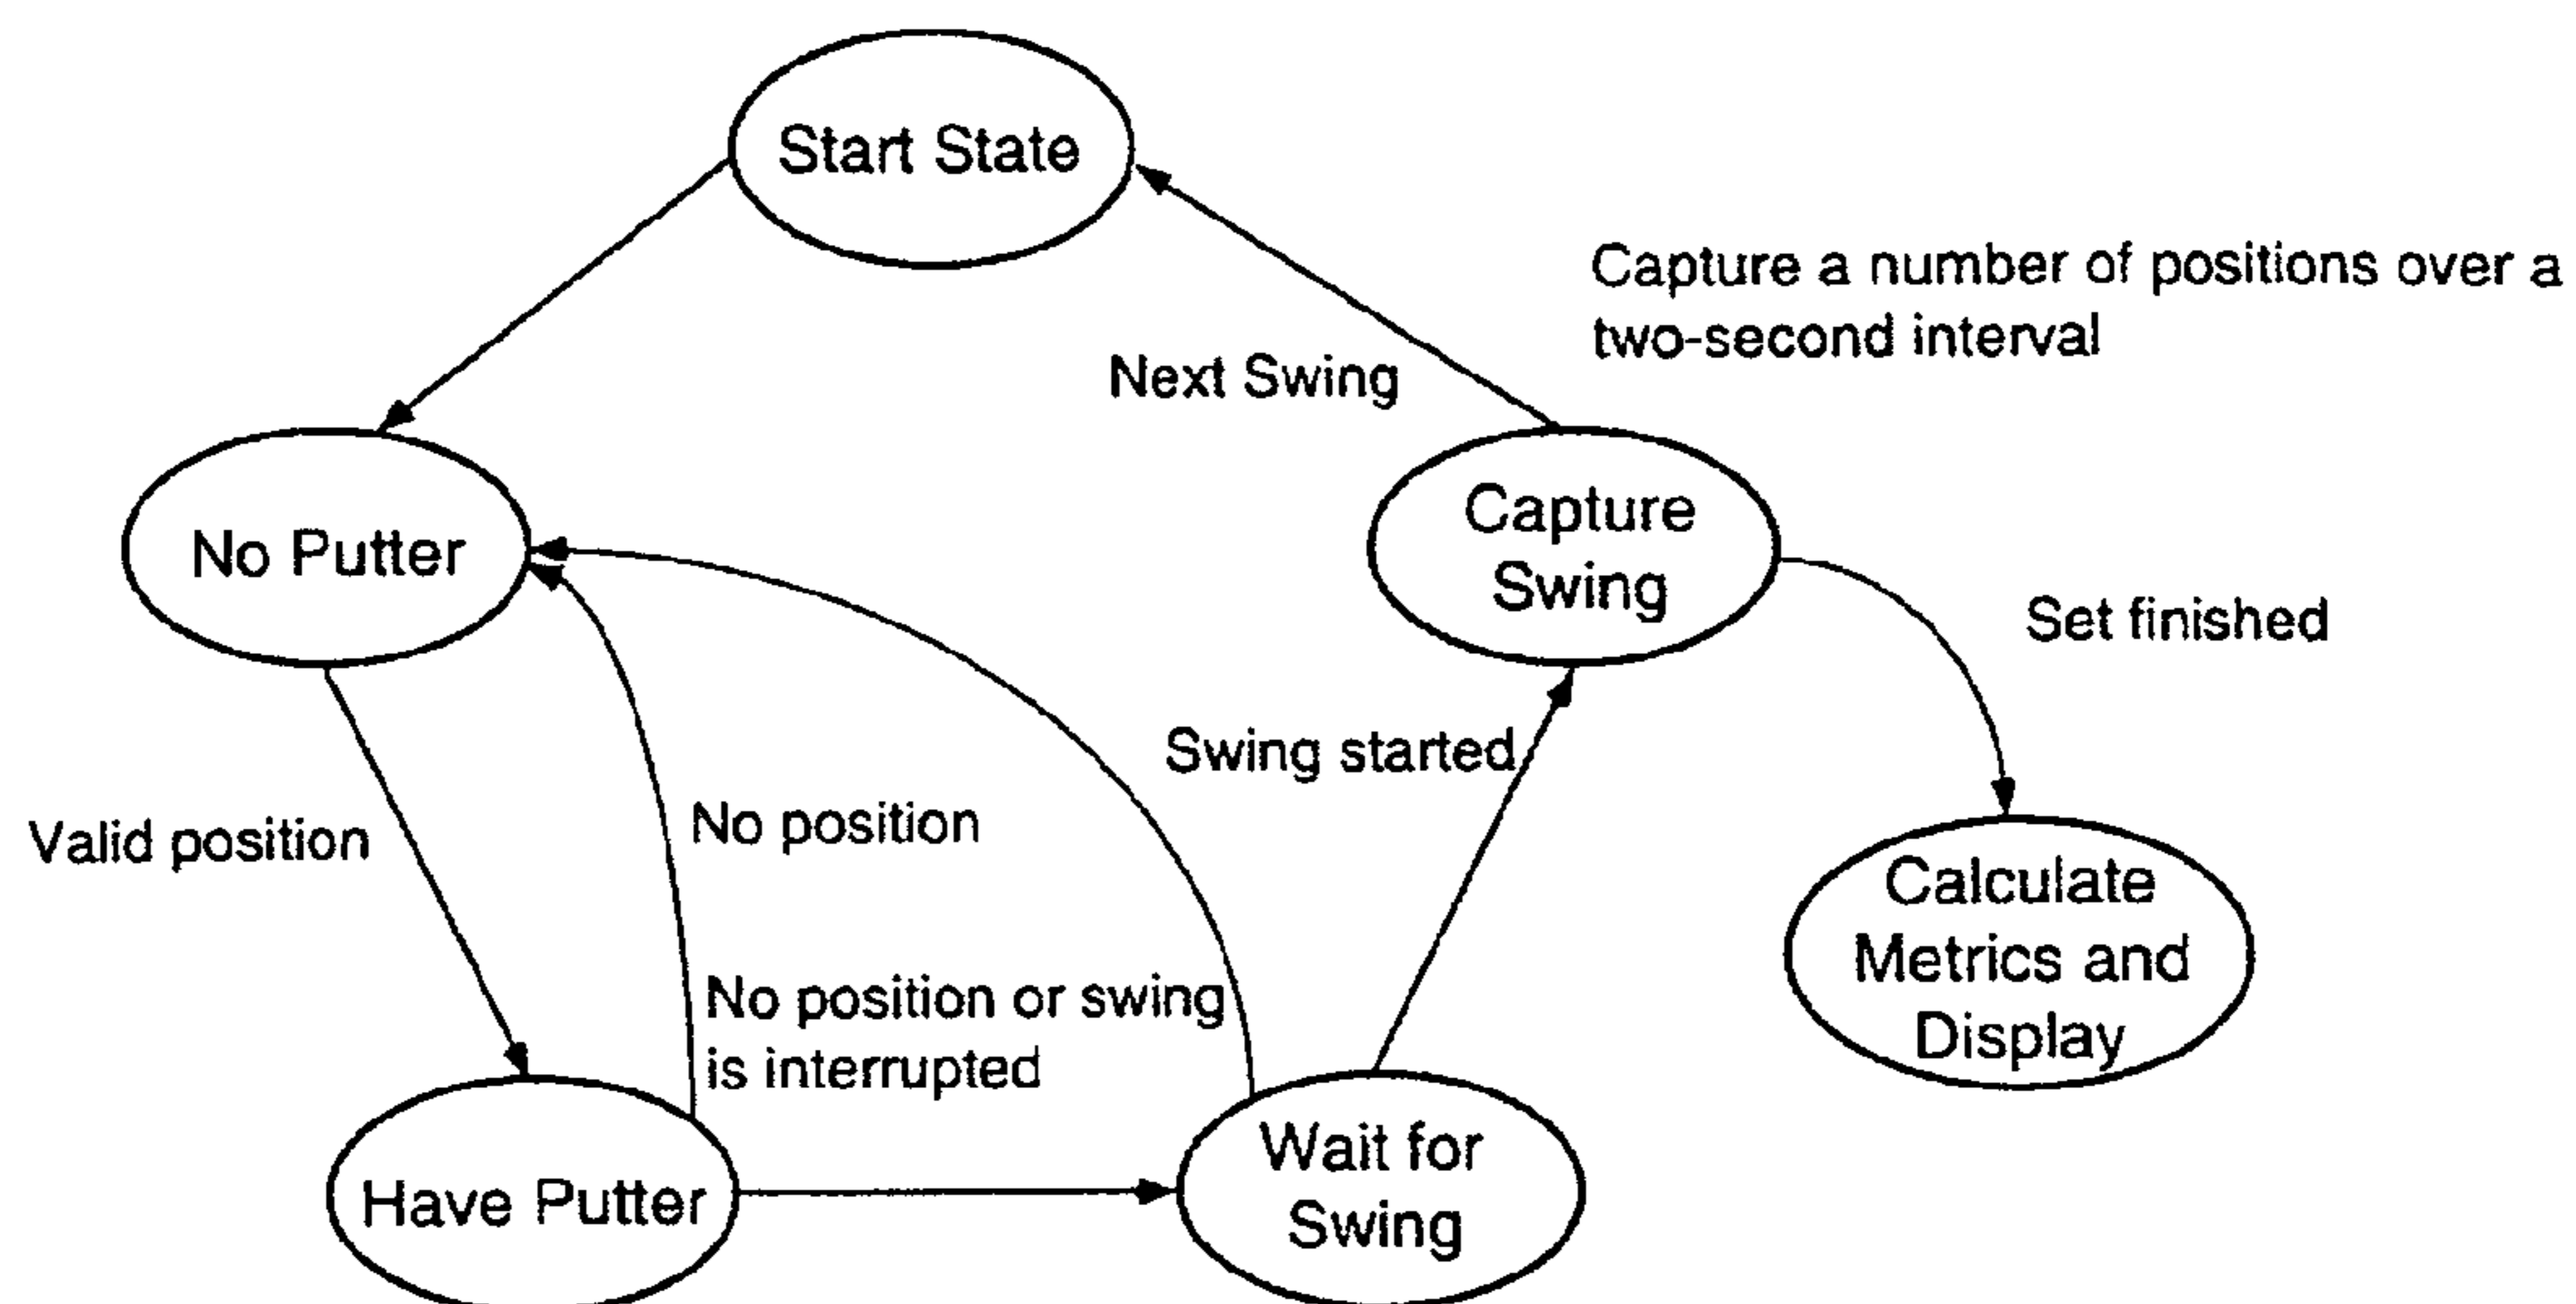 Start State
Capture a number of positions over a
two-second interval
Next Swing
No Putter
Capture
Swing
Set finished
Swing started
Valid position
No position
Calculate
Metrics and
Display
No position or swing
is interrupted
Have Putter
Wait for
Swing